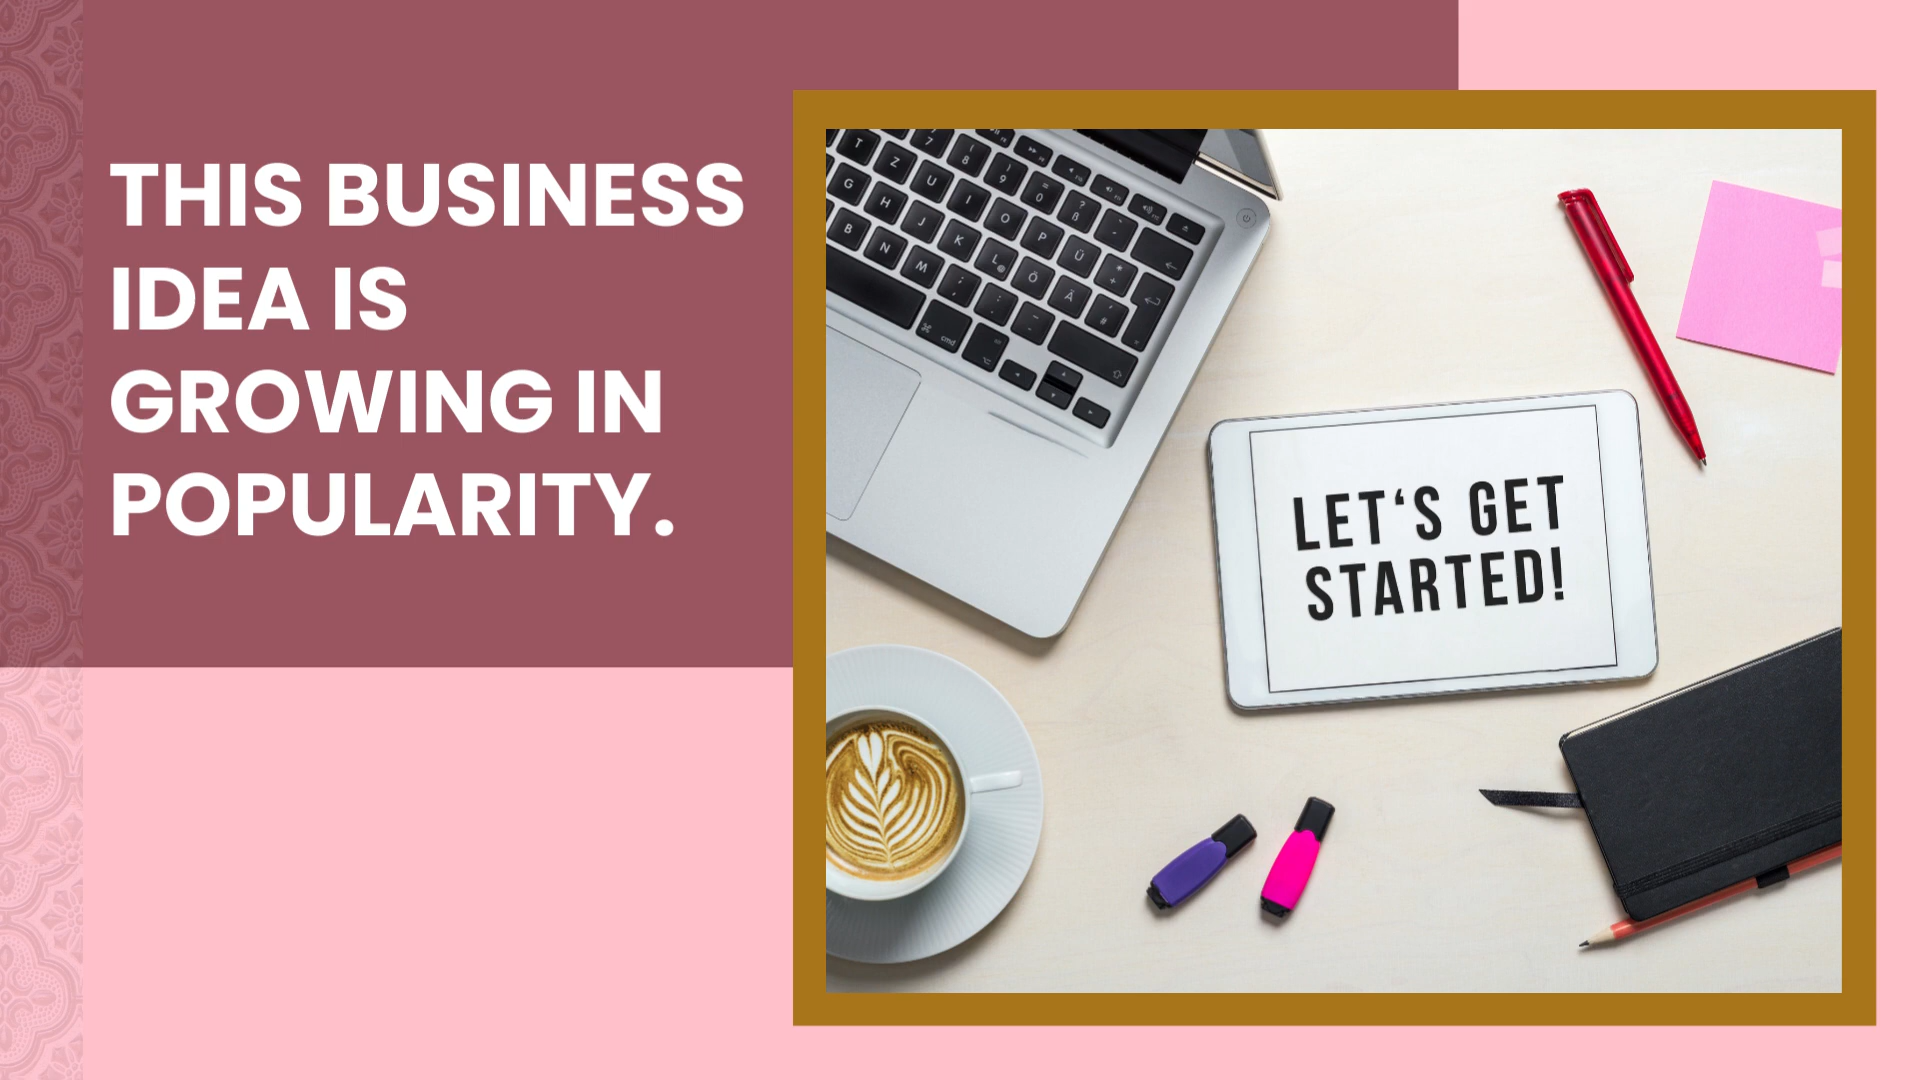 THIS BUSINESS
IDEA IS
GROWING IN
POPULARITY.
LET‘S GET
STARTED!